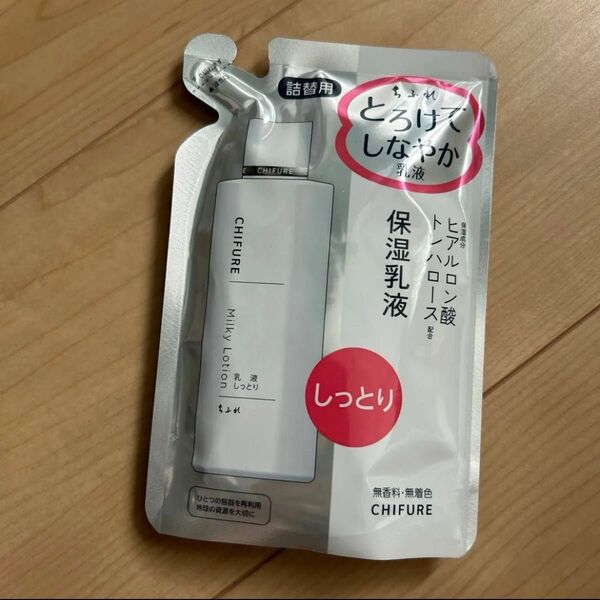 詰替用
ちふれ
とろけて
しなやか
乳液
保湿成分
ヒアルロン酸
トレハロース
配合
保湿乳液
しっとり
無香料・無着色
CHIFURE
CHIFURE
CHIFURE
Milky Lotion
乳液
しっとり
ちふれ
ひとつの容器を再利用
地球の資源を大切に